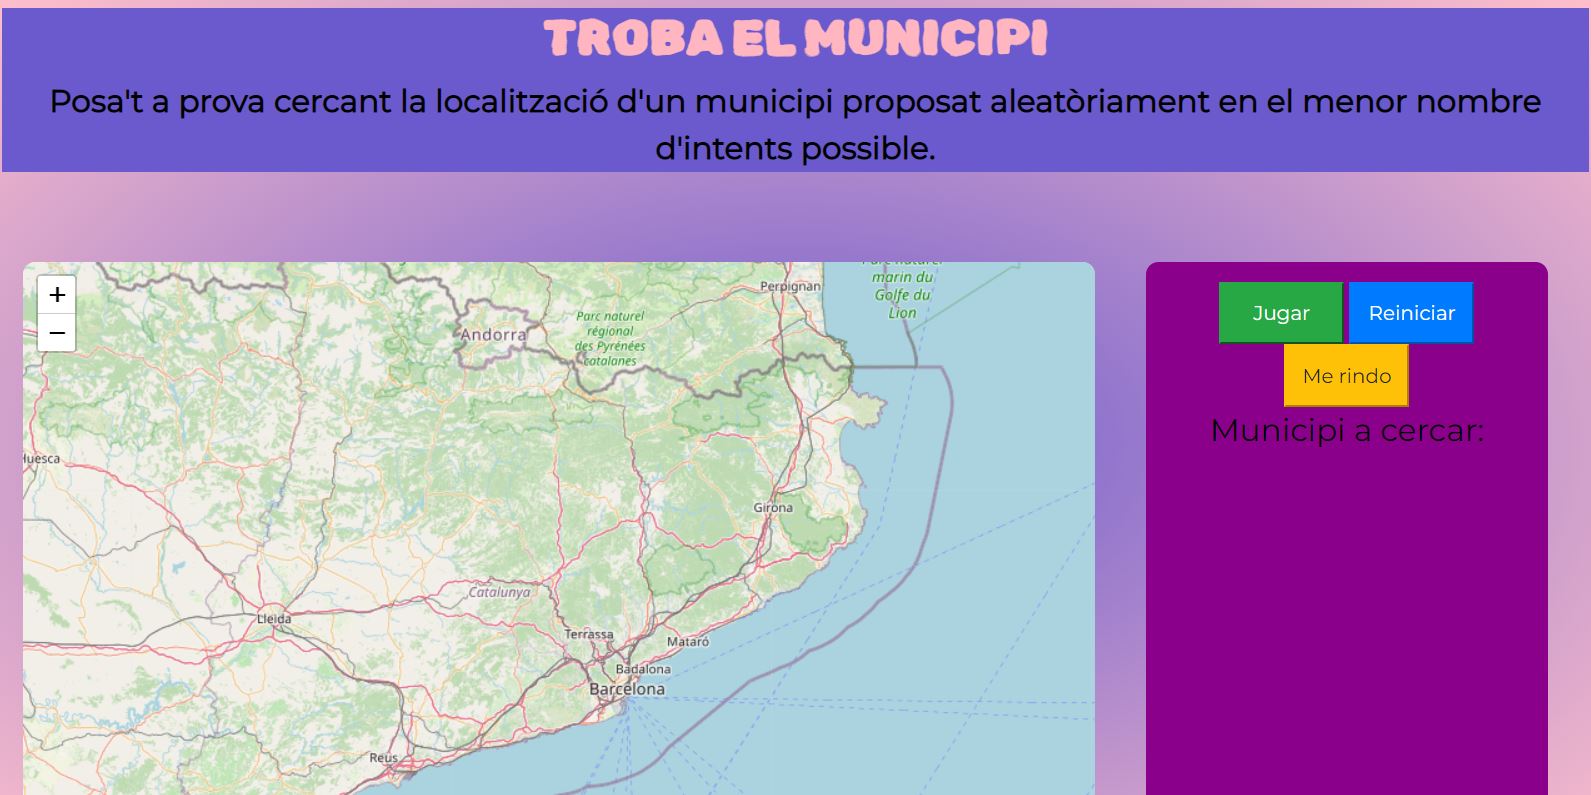 TROBA EL MUNICIPI
Posa't a prova cercant la localització d'un municipi proposat aleatòriament en el menor nombre
d'intents possible.
+
−
Jugar
Reiniciar
Me rindo
Municipi a cercar:
marin du
Golfe du
Lion
Perpignan
Parc naturel
régional
des Pyrénées
catalanes
Andorra
Huesca
Girona
Catalunya
Lleida
Terrassa
Mataró
Badalona
Barcelona
Reus